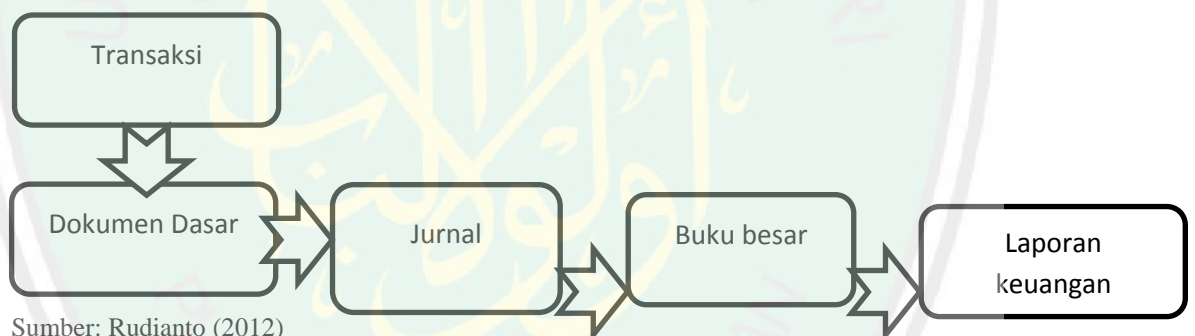 Transaksi
Dokumen Dasar
Jurnal
Buku besar
Laporan
keuangan
Sumber: Rudianto (2012)